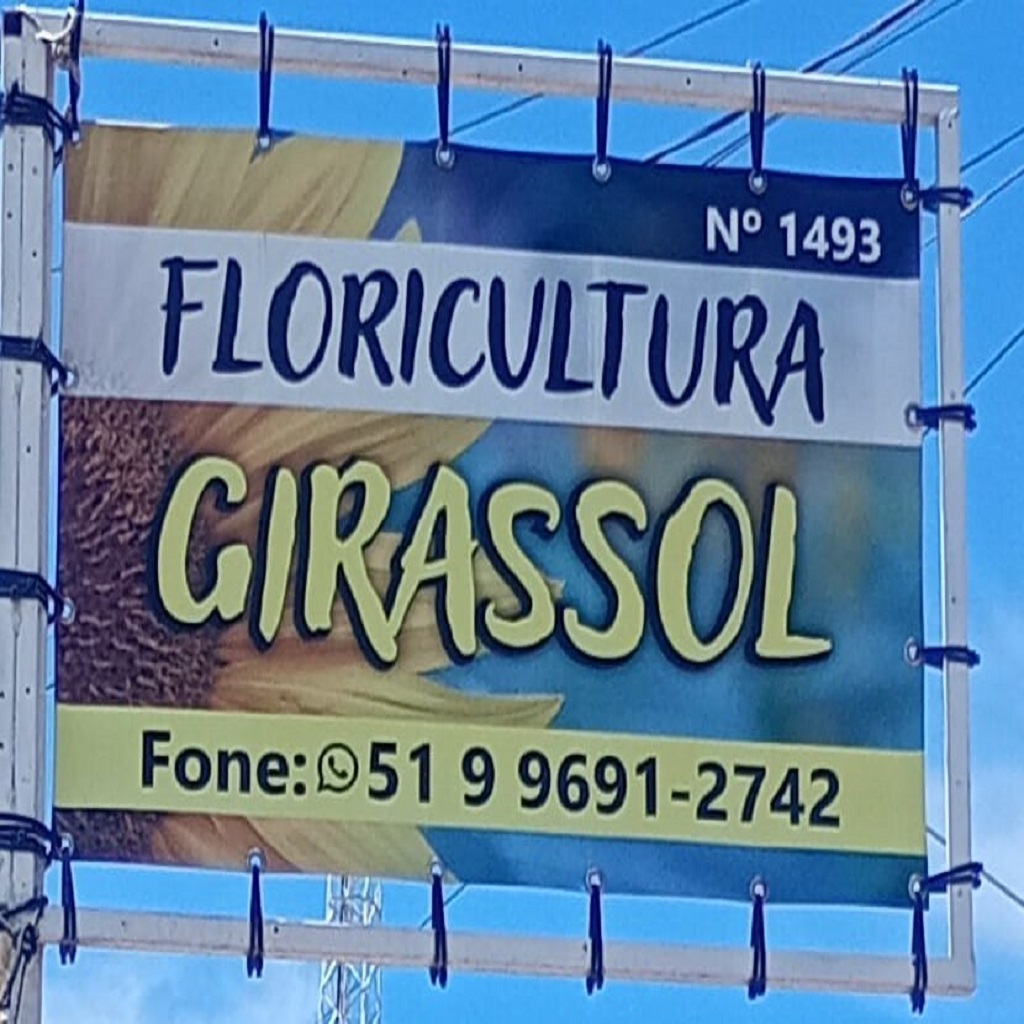 Nº 1493
FLORICULTURA
GIRASSOL
Fone: 51 9 9691-2742